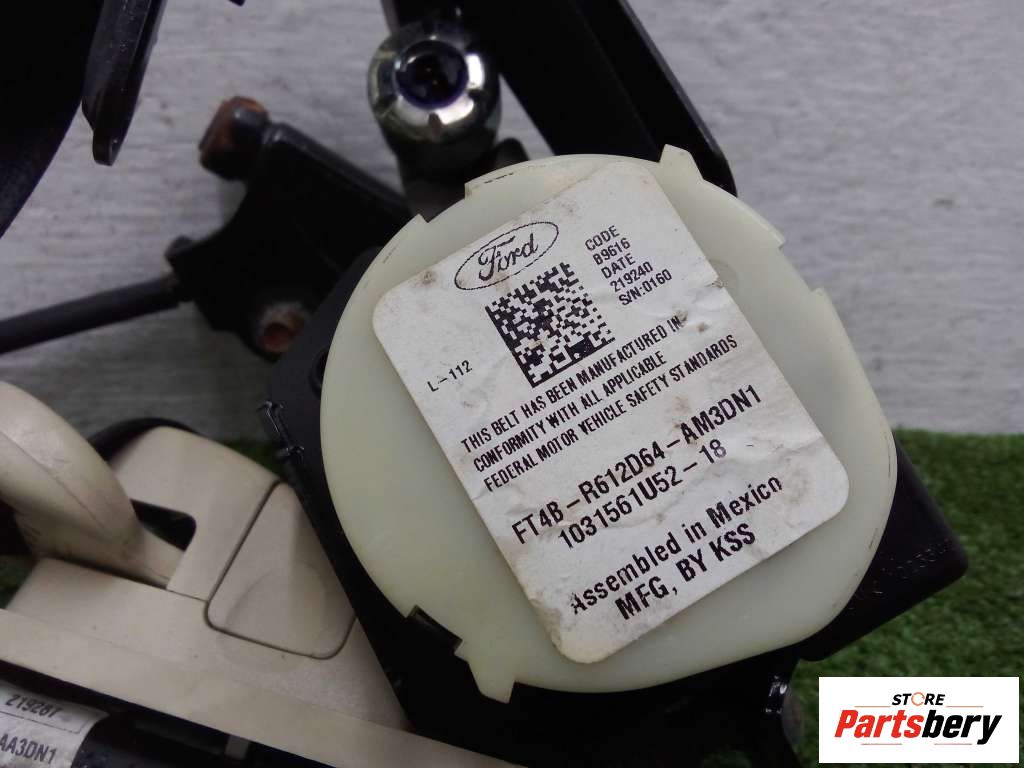 Ford
CODE
B9616
DATE
219240
S/N:0160
L-112
THIS BELT HAS BEEN MANUFACTURED IN
CONFORMITY WITH ALL APPLICABLE
FEDERAL MOTOR VEHICLE SAFETY STANDARDS
FT4B-R612D64-AM3DN1
1031561U52-18
Assembled in Mexico
MFG, BY KSS
219287
AA3DN1
STORE
Partsbery